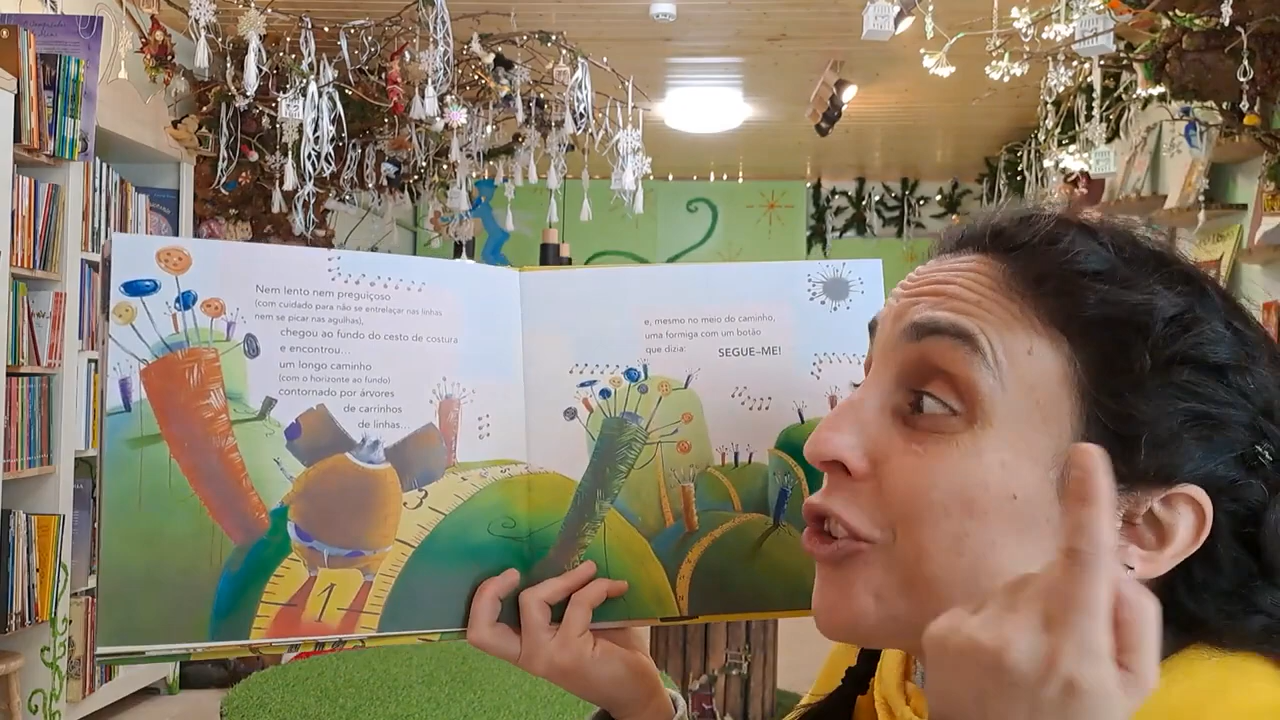 Nem lento nem preguiçoso
(com cuidado para não se entrelaçar nas linhas
nem se picar nas agulhas),
chegou ao fundo do cesto de costura
e encontrou...
um longo caminho
(com o horizonte ao fundo)
contornado por árvores
de carrinhos
de linhas...
3
1
e, mesmo no meio do caminho,
uma formiga com um botão
que dizia: SEGUE-ME!